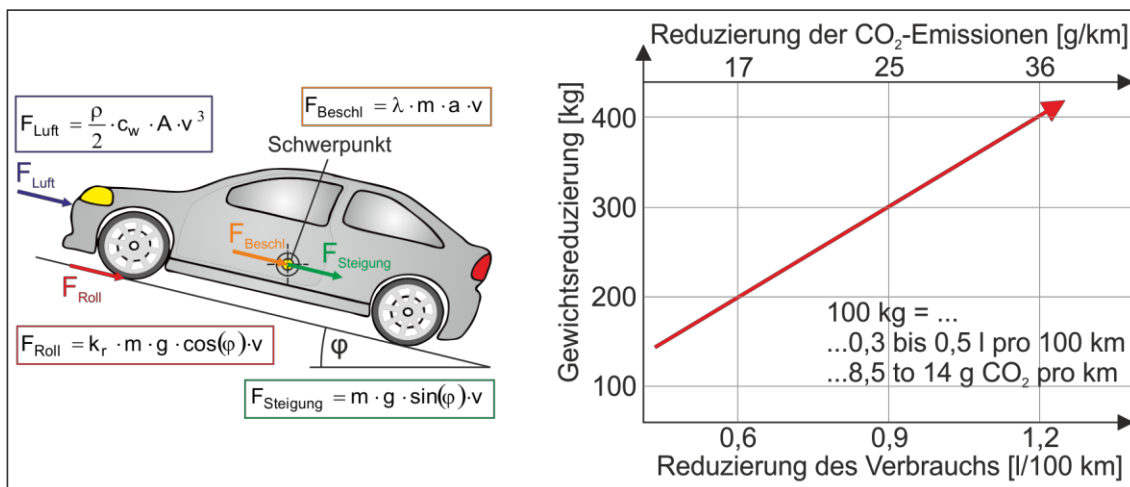 F_Luft = ρ/2 · c_w · A · v³
F_Beschl = λ · m · a · v
Schwerpunkt
F_Luft
F_Beschl
F_Steigung
F_Roll
F_Roll = k_r · m · g · cos(φ) · v
φ
F_Steigung = m · g · sin(φ) · v
Reduzierung der CO₂-Emissionen [g/km]
17 25 36
Gewichtsreduzierung [kg]
400
300
200
100
100 kg = ...
...0,3 bis 0,5 l pro 100 km
...8,5 to 14 g CO₂ pro km
0,6 0,9 1,2
Reduzierung des Verbrauchs [l/100 km]